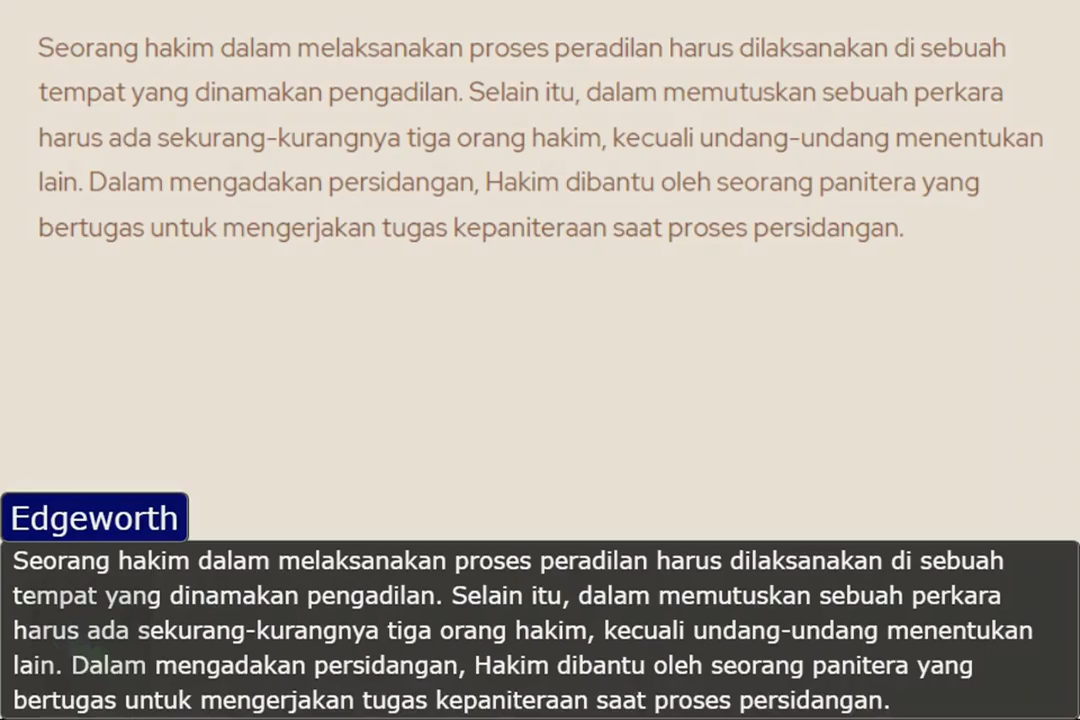 Seorang hakim dalam melaksanakan proses peradilan harus dilaksanakan di sebuah
tempat yang dinamakan pengadilan. Selain itu, dalam memutuskan sebuah perkara
harus ada sekurang-kurangnya tiga orang hakim, kecuali undang-undang menentukan
lain. Dalam mengadakan persidangan, Hakim dibantu oleh seorang panitera yang
bertugas untuk mengerjakan tugas kepaniteraan saat proses persidangan.
Edgeworth
Seorang hakim dalam melaksanakan proses peradilan harus dilaksanakan di sebuah
tempat yang dinamakan pengadilan. Selain itu, dalam memutuskan sebuah perkara
harus ada sekurang-kurangnya tiga orang hakim, kecuali undang-undang menentukan
lain. Dalam mengadakan persidangan, Hakim dibantu oleh seorang panitera yang
bertugas untuk mengerjakan tugas kepaniteraan saat proses persidangan.